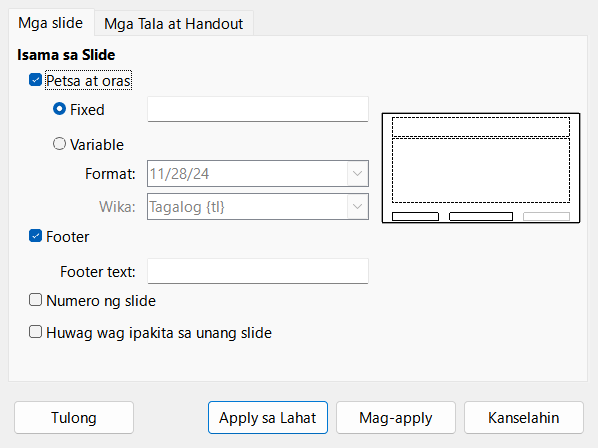 Mga slide
Mga Tala at Handout
Isama sa Slide
Petsa at oras
Fixed
Variable
Format:
11/28/24
Wika:
Tagalog {tl}
Footer
Footer text:
Numero ng slide
Huwag wag ipakita sa unang slide
Tulong
Apply sa Lahat
Mag-apply
Kanselahin